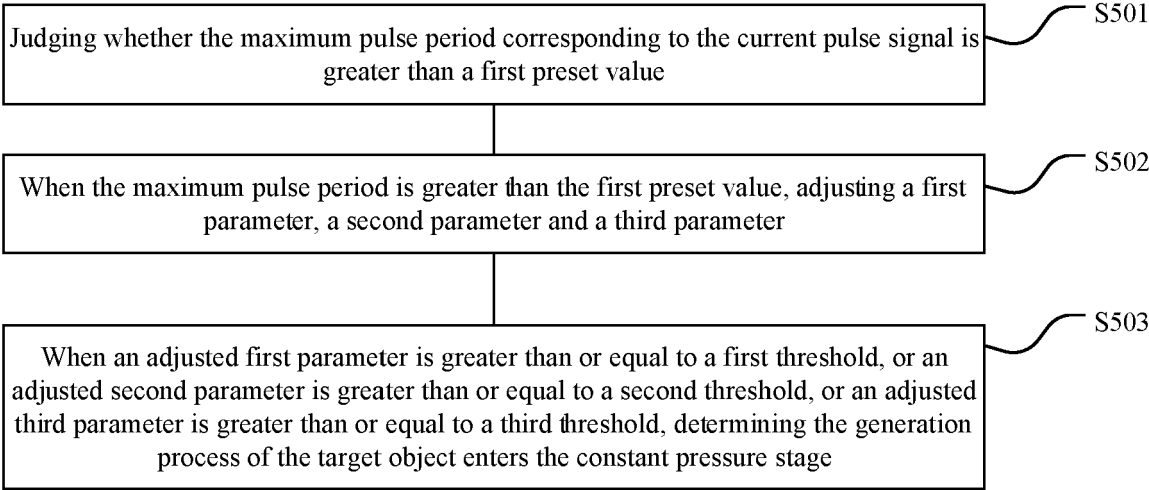 S501
Judging whether the maximum pulse period corresponding to the current pulse signal is
greater than a first preset value
S502
When the maximum pulse period is greater than the first preset value, adjusting a first
parameter, a second parameter and a third parameter
S503
When an adjusted first parameter is greater than or equal to a first threshold, or an
adjusted second parameter is greater than or equal to a second threshold, or an adjusted
third parameter is greater than or equal to a third threshold, determining the generation
process of the target object enters the constant pressure stage